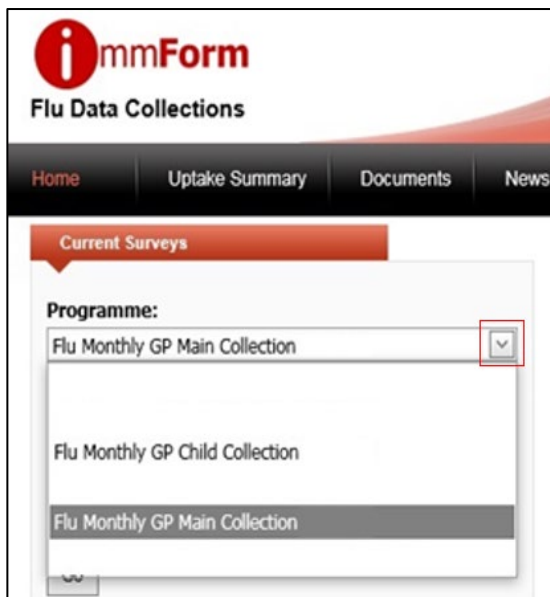 immForm
Flu Data Collections
Home Uptake Summary Documents News
Current Surveys
Programme:
Flu Monthly GP Main Collection
Flu Monthly GP Child Collection
Flu Monthly GP Main Collection